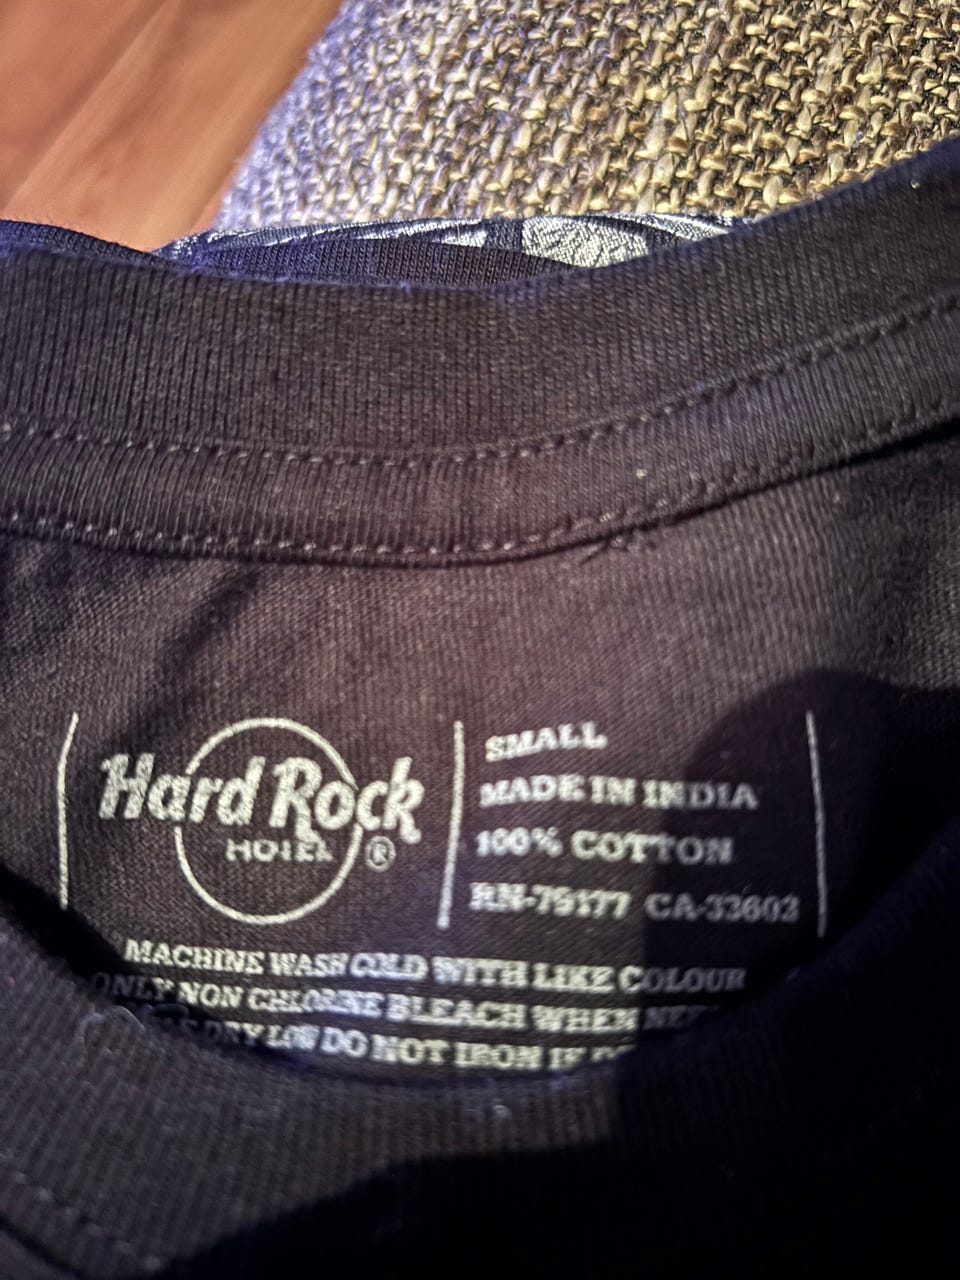 Hard Rock
HOTEL ®
SMALL
MADE IN INDIA
100% COTTON
RN-75177 CA-33602
MACHINE WASH COLD WITH LIKE COLOUR
ONLY NON CHLORINE BLEACH WHEN
DRY LOW DO NOT IRON IF